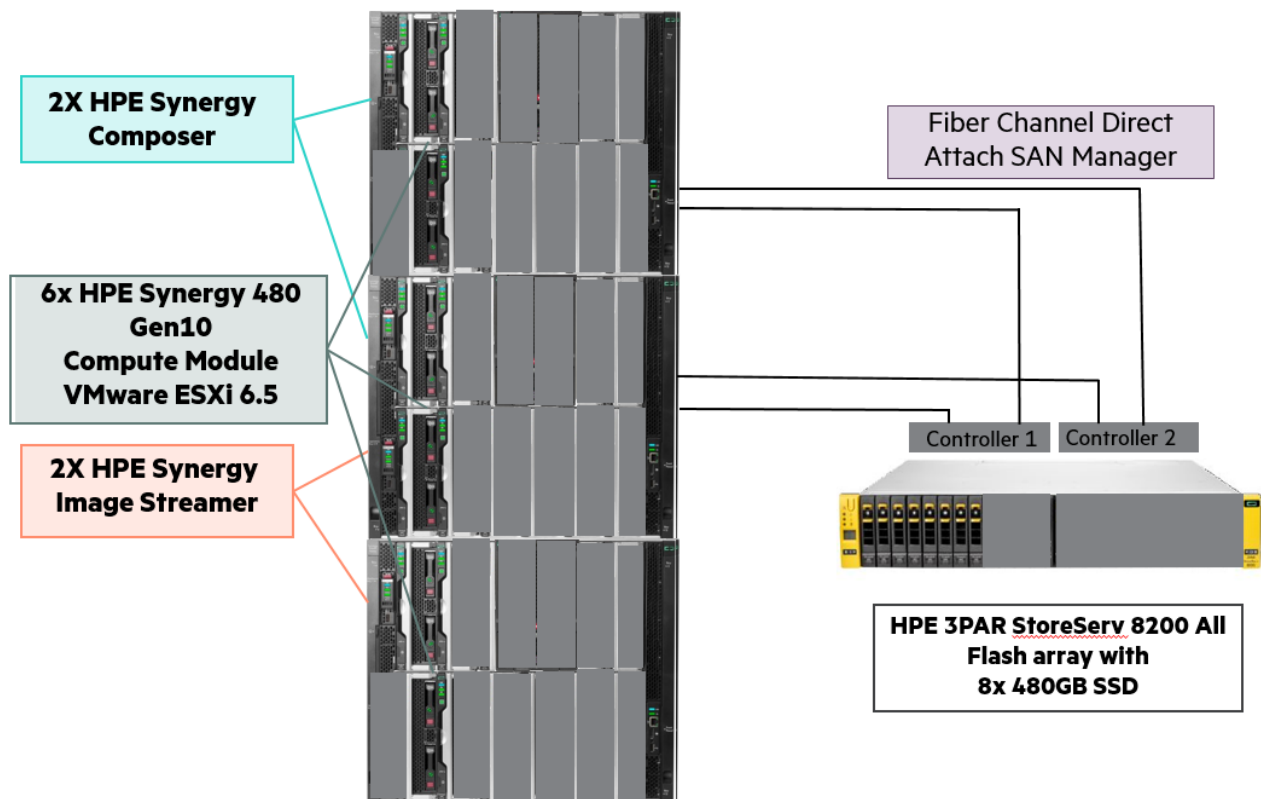 2X HPE Synergy
Composer
6x HPE Synergy 480
Gen10
Compute Module
VMware ESXi 6.5
2X HPE Synergy
Image Streamer
Fiber Channel Direct
Attach SAN Manager
Controller 1
Controller 2
HPE 3PAR StoreServ 8200 All
Flash array with
8x 480GB SSD